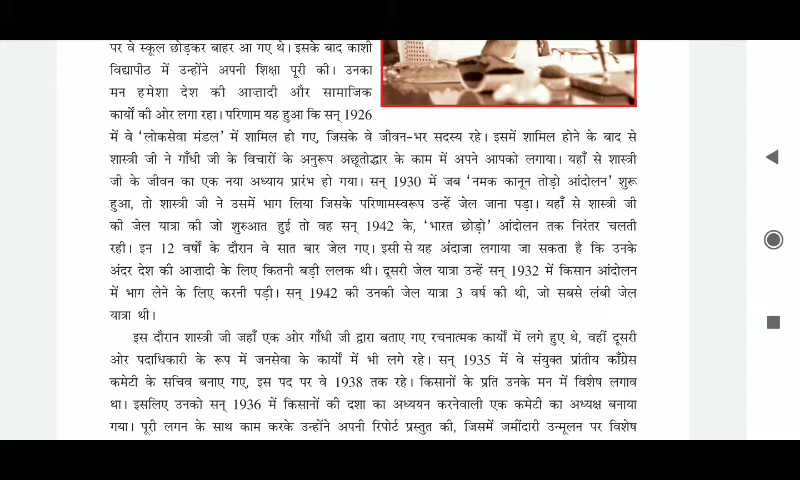 पर वे स्कूल छोड़कर बाहर आ गए थे। इसके बाद काशी
विद्यापीठ में उन्होंने अपनी शिक्षा पूरी की। उनका
मन हमेशा देश की आज़ादी और सामाजिक
कार्यों की ओर लगा रहा। परिणाम यह हुआ कि सन् 1926
में वे ‘लोकसेवा मंडल’ में शामिल हो गए, जिसके वे जीवन-भर सदस्य रहे। इसमें शामिल होने के बाद से
शास्त्री जी ने गाँधी जी के विचारों के अनुरूप अछूतोद्धार के काम में अपने आपको लगाया। यहाँ से शास्त्री
जी के जीवन का एक नया अध्याय प्रारंभ हो गया। सन् 1930 में जब ‘नमक कानून तोड़ो आंदोलन’ शुरू
हुआ, तो शास्त्री जी ने उसमें भाग लिया जिसके परिणामस्वरूप उन्हें जेल जाना पड़ा। यहाँ से शास्त्री जी
की जेल यात्रा की जो शुरुआत हुई तो वह सन् 1942 के, ‘भारत छोड़ो’ आंदोलन तक निरंतर चलती
रही। इन 12 वर्षों के दौरान वे सात बार जेल गए। इसी से यह अंदाजा लगाया जा सकता है कि उनके
अंदर देश की आज़ादी के लिए कितनी बड़ी ललक थी। दूसरी जेल यात्रा उन्हें सन् 1932 में किसान आंदोलन
में भाग लेने के लिए करनी पड़ी। सन् 1942 की उनकी जेल यात्रा 3 वर्ष की थी, जो सबसे लंबी जेल
यात्रा थी।
इस दौरान शास्त्री जी जहाँ एक ओर गाँधी जी द्वारा बताए गए रचनात्मक कार्यों में लगे हुए थे, वहीं दूसरी
ओर पदाधिकारी के रूप में जनसेवा के कार्यों में भी लगे रहे। सन् 1935 में वे संयुक्त प्रांतीय काँग्रेस
कमेटी के सचिव बनाए गए, इस पद पर वे 1938 तक रहे। किसानों के प्रति उनके मन में विशेष लगाव
था। इसलिए उनको सन् 1936 में किसानों की दशा का अध्ययन करनेवाली एक कमेटी का अध्यक्ष बनाया
गया। पूरी लगन के साथ काम करके उन्होंने अपनी रिपोर्ट प्रस्तुत की, जिसमें जमींदारी उन्मूलन पर विशेष